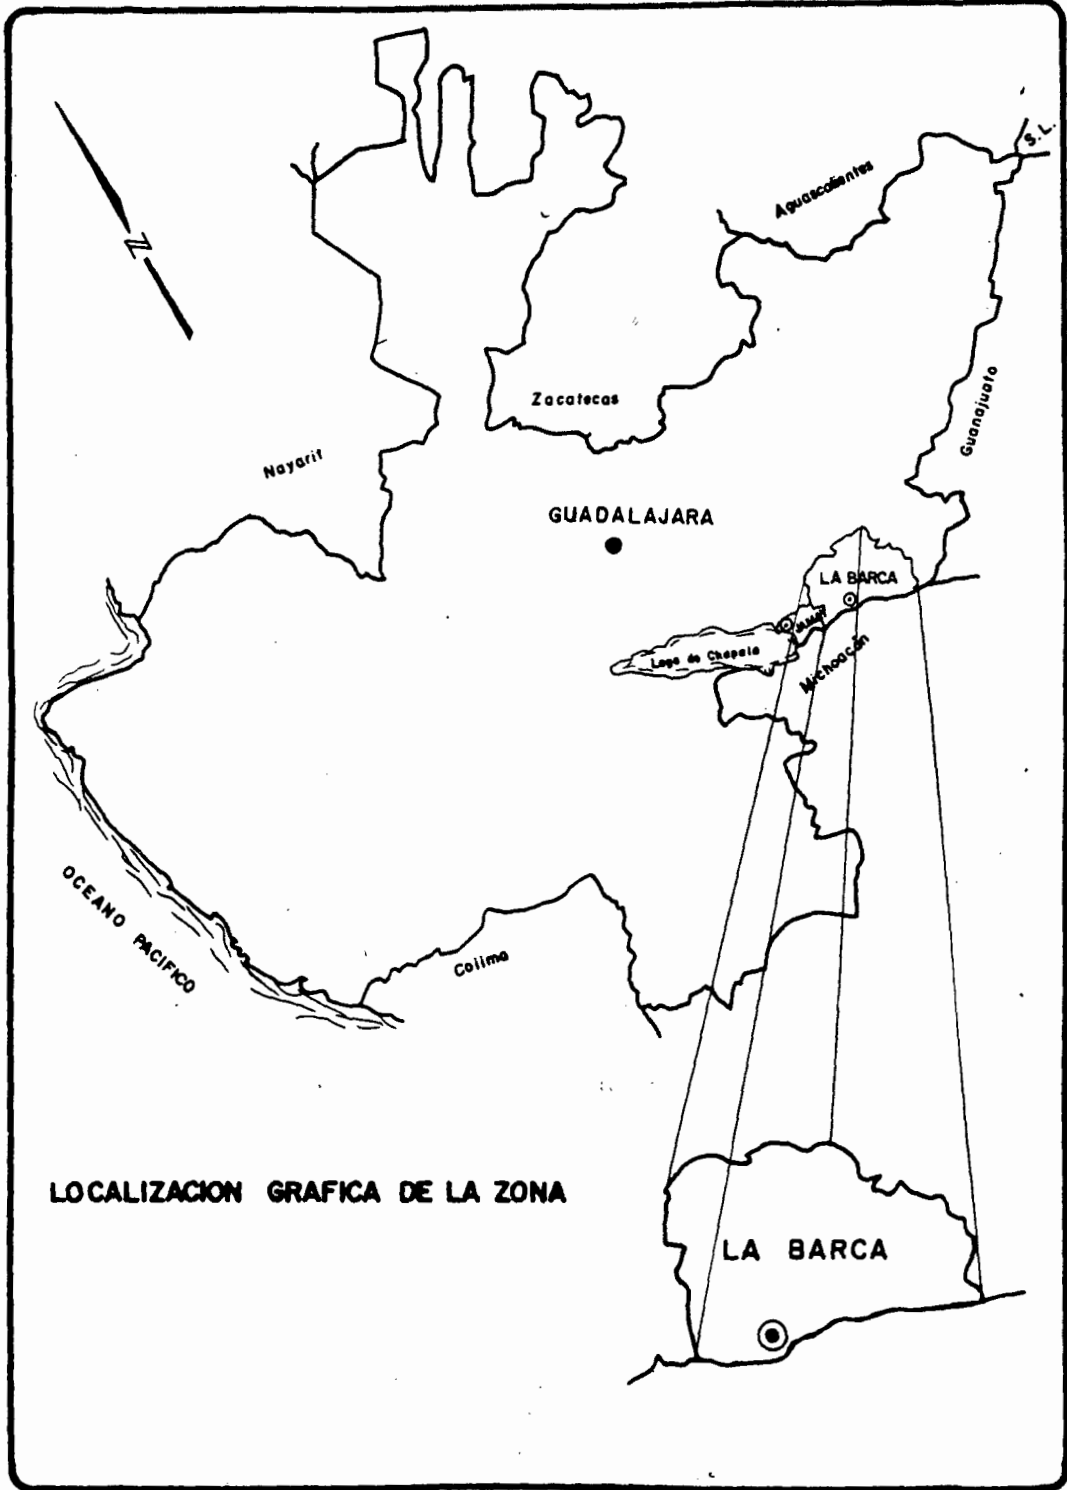 S.L.
Aguascalientes
N
Zacatecas
Guanajuato
Nayarit
GUADALAJARA
LA BARCA
JAMAY
Lago de Chapala
Michoacán
OCEANO PACIFICO
Colima
LOCALIZACION GRAFICA DE LA ZONA
LA BARCA